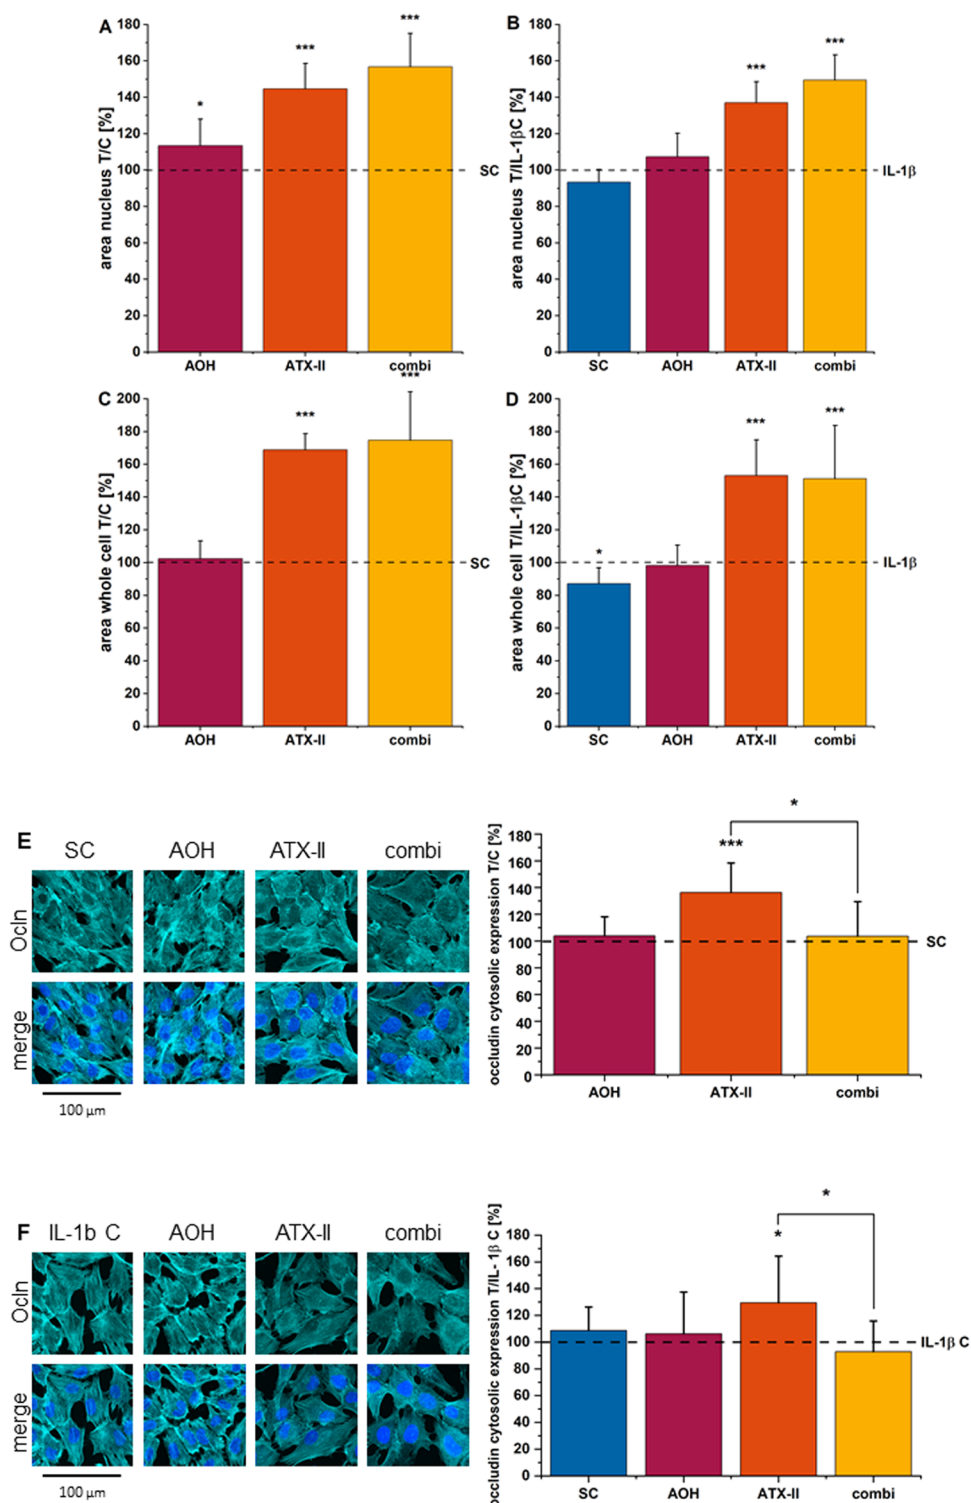 A
area nucleus T/C [%]
180
160
140
120
100
80
60
40
20
0
*
***
***
SC
AOH ATX-II combi
B
area nucleus T/IL-1βC [%]
180
160
140
120
100
80
60
40
20
0
***
***
IL-1β
SC AOH ATX-II combi
C
area whole cell T/C [%]
200
180
160
140
120
100
80
60
40
20
0
***
***
SC
AOH ATX-II combi
D
area whole cell T/IL-1βC [%]
200
180
160
140
120
100
80
60
40
20
0
*
***
***
IL-1β
SC AOH ATX-II combi
E
SC AOH ATX-II combi
Ocln
merge
100 µm
occludin cytosolic expression T/C [%]
180
160
140
120
100
80
60
40
20
0
***
*
SC
AOH ATX-II combi
F
IL-1b C AOH ATX-II combi
Ocln
merge
100 µm
occludin cytosolic expression T/IL- 1β C [%]
180
160
140
120
100
80
60
40
20
0
*
*
IL-1β C
SC AOH ATX-II combi